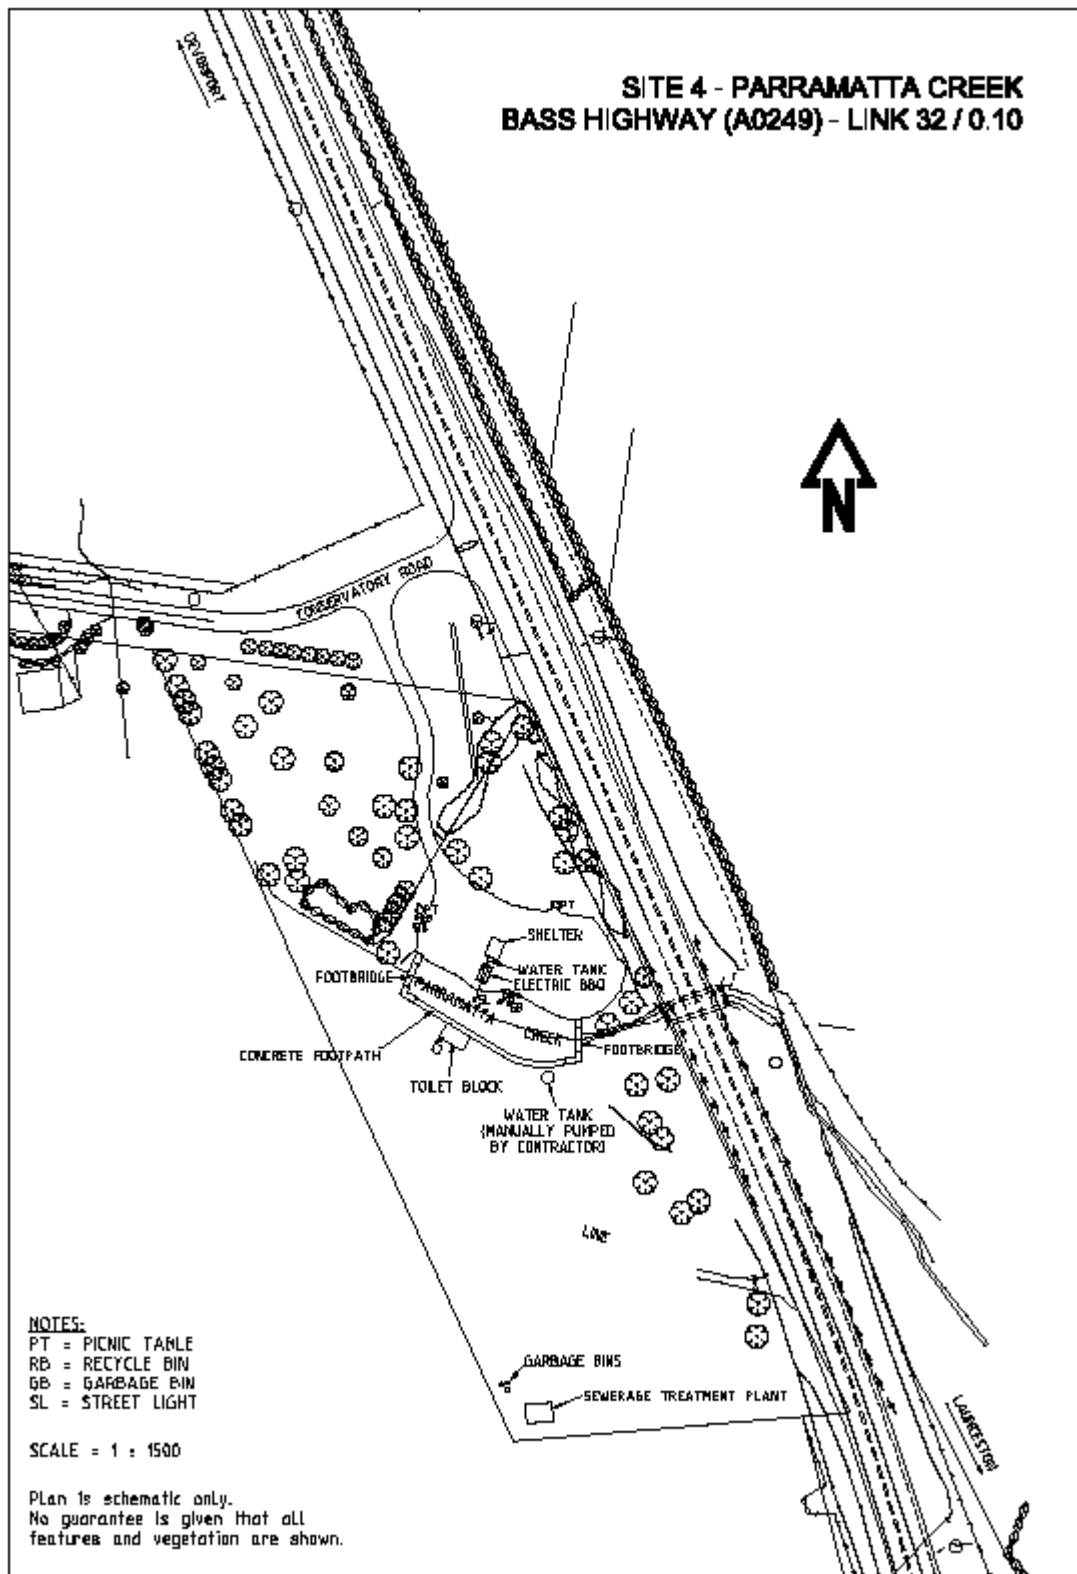 DEVONPORT
SITE 4 - PARRAMATTA CREEK
BASS HIGHWAY (A0249) - LINK 32 / 0.10
N
CONSERVATORY ROAD
PT
PT
SHELTER
WATER TANK
ELECTRIC BBQ
FOOTBRIDGE
PARRAMATTA
CREEK
FOOTBRIDGE
CONCRETE FOOTPATH
TOILET BLOCK
WATER TANK
(MANUALLY PUMPED
BY CONTRACTOR)
LINE
GARBAGE BINS
SEWERAGE TREATMENT PLANT
LAUNCESTON
NOTES:
PT = PICNIC TABLE
RB = RECYCLE BIN
GB = GARBAGE BIN
SL = STREET LIGHT
SCALE = 1 : 1500
Plan is schematic only.
No guarantee is given that all
features and vegetation are shown.